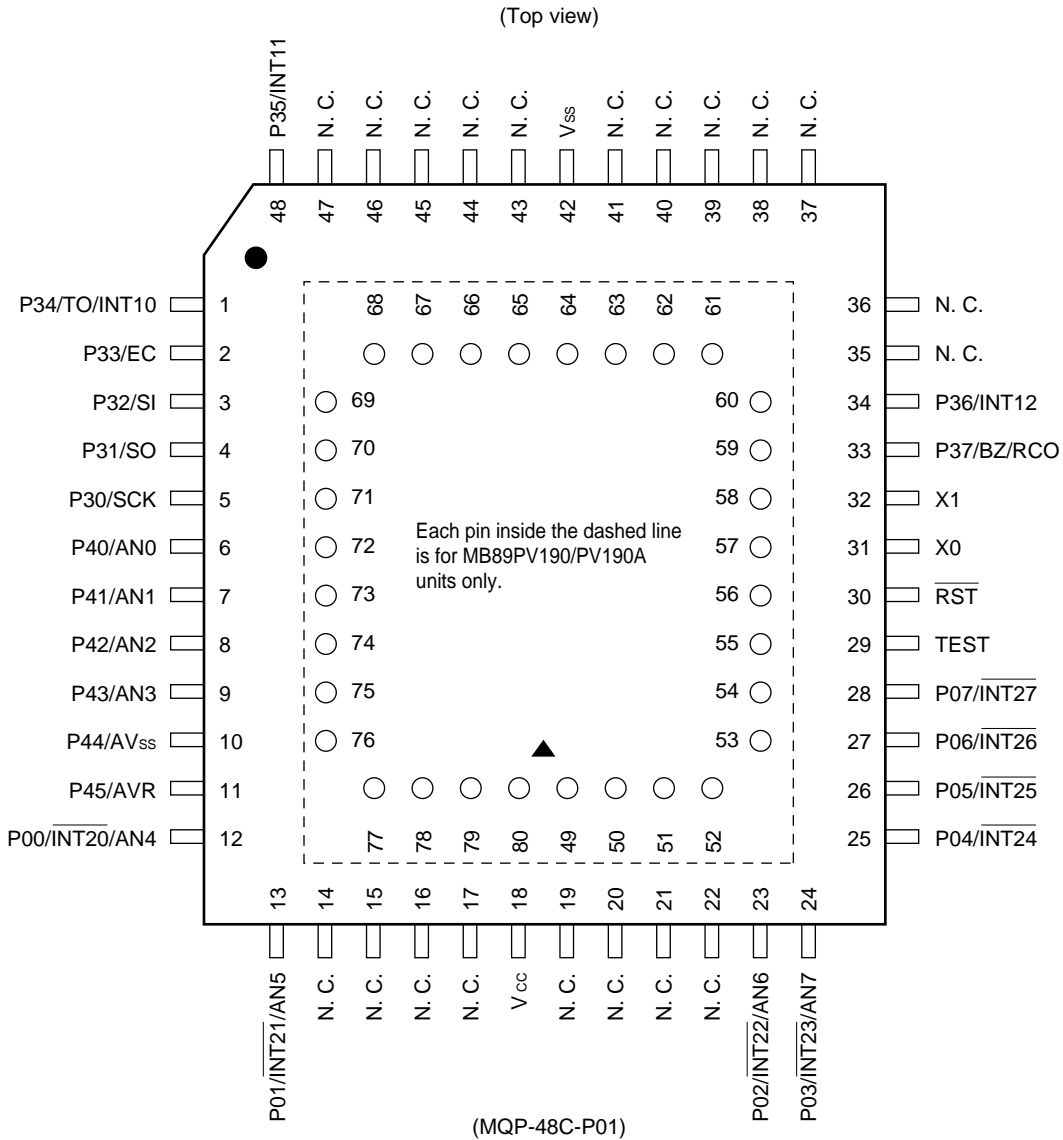 (Top view)
P35/INT11
N. C.
N. C.
N. C.
N. C.
N. C.
Vss
N. C.
N. C.
N. C.
N. C.
N. C.
48 47 46 45 44 43 42 41 40 39 38 37
P34/TO/INT10 1
P33/EC 2
P32/SI 3
P31/SO 4
P30/SCK 5
P40/AN0 6
P41/AN1 7
P42/AN2 8
P43/AN3 9
P44/AVss 10
P45/AVR 11
P00/INT20/AN4 12
68 67 66 65 64 63 62 61
69
70
71
72
73
74
75
76
Each pin inside the dashed line
is for MB89PV190/PV190A
units only.
60
59
58
57
56
55
54
53
77 78 79 80 49 50 51 52
36 N. C.
35 N. C.
34 P36/INT12
33 P37/BZ/RCO
32 X1
31 X0
30 RST
29 TEST
28 P07/INT27
27 P06/INT26
26 P05/INT25
25 P04/INT24
13 14 15 16 17 18 19 20 21 22 23 24
P01/INT21/AN5
N. C.
N. C.
N. C.
N. C.
Vcc
N. C.
N. C.
N. C.
N. C.
P02/INT22/AN6
P03/INT23/AN7
(MQP-48C-P01)